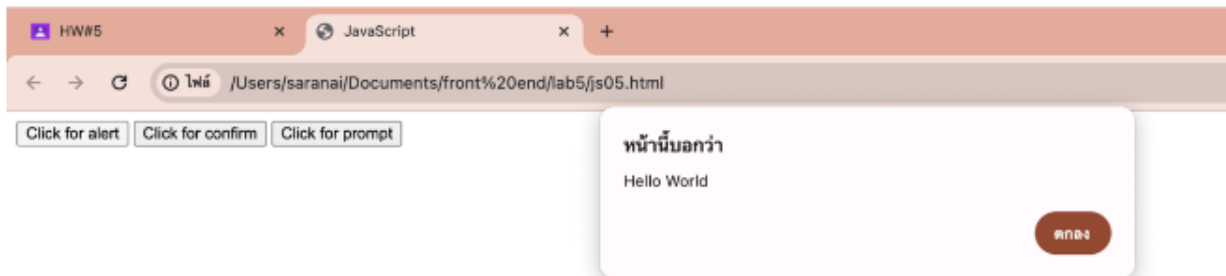 HW#5
JavaScript
ไฟล์ /Users/saranai/Documents/front%20end/lab5/js05.html
Click for alert Click for confirm Click for prompt
หน้านี้บอกว่า
Hello World
ตกลง